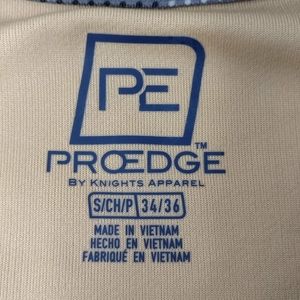 PE
PROEDGE™
BY KNIGHTS APPAREL
S/CH/P 34/36
MADE IN VIETNAM
HECHO EN VIETNAM
FABRIQUÉ EN VIETNAM